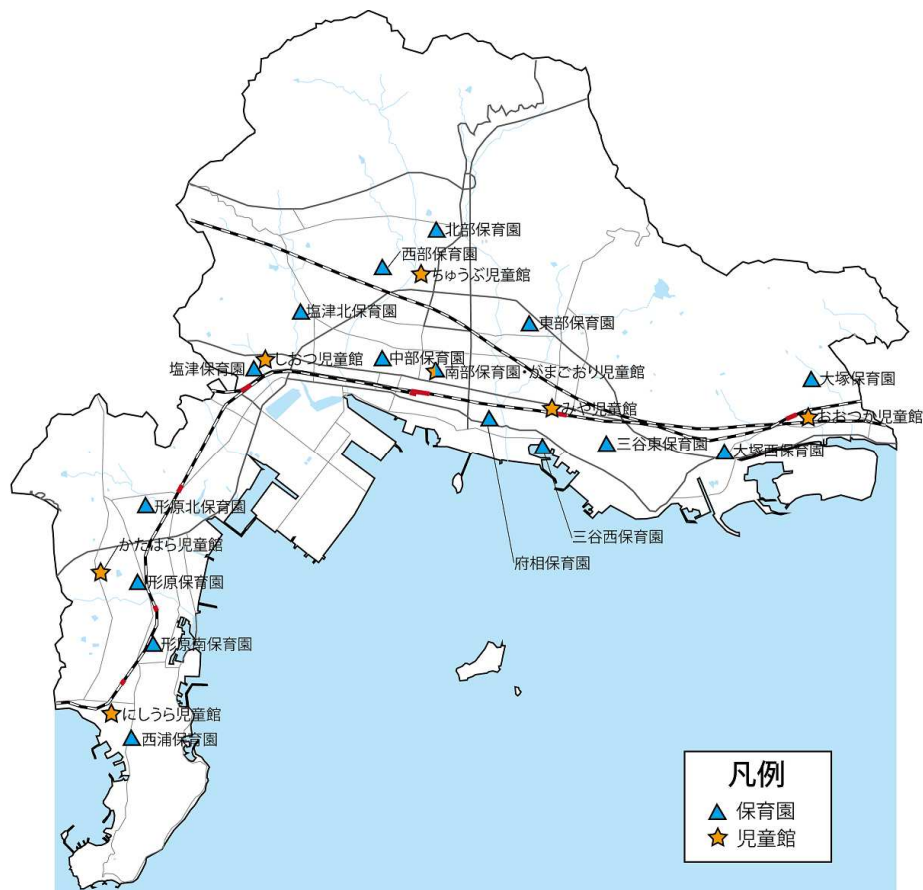 北部保育園
西部保育園
ちゅうぶ児童館
塩津北保育園
東部保育園
しおつ児童館
中部保育園
塩津保育園
南部保育園・がまごおり児童館
大塚保育園
みや児童館
おおつか児童館
三谷東保育園
大塚西保育園
形原北保育園
三谷西保育園
かたはら児童館
府相保育園
形原保育園
形原南保育園
にしうら児童館
西浦保育園
凡例
保育園
児童館